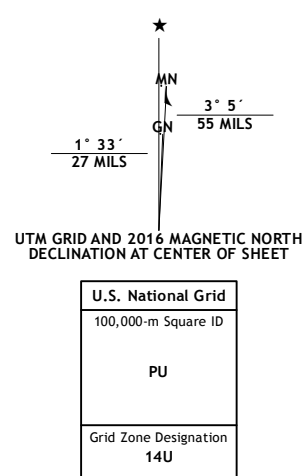 ★
MN
GN
3° 5´
55 MILS
1° 33´
27 MILS
UTM GRID AND 2016 MAGNETIC NORTH
DECLINATION AT CENTER OF SHEET
U.S. National Grid
100,000-m Square ID
PU
Grid Zone Designation
14U